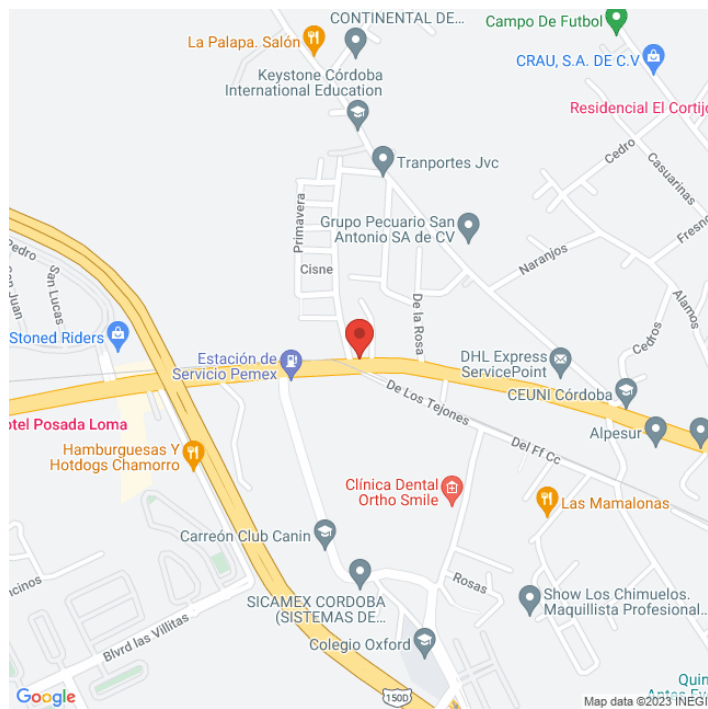 CONTINENTAL DE...
La Palapa. Salón
Campo De Futbol
CRAU, S.A. DE C.V
Keystone Córdoba
International Education
Residencial El Cortijo
Cedro
Casuarinas
Tranportes Jvc
Primavera
Grupo Pecuario San
Antonio SA de CV
Fresno
Naranjos
Pedro
San Juan
San Lucas
Cisne
De la Rosa
Alamos
Cedros
Stoned Riders
Estación de
Servicio Pemex
DHL Express
ServicePoint
CEUNI Córdoba
De Los Tejones
Hotel Posada Loma
Alpesur
Del Ff Cc
Hamburguesas Y
Hotdogs Chamorro
Clínica Dental
Ortho Smile
Las Mamalonas
Carreón Club Canin
Rosas
SICAMEX CORDOBA
(SISTEMAS DE...
Show Los Chimuelos.
Maquillista Profesional...
Blvrd las Villitas
Colegio Oxford
150D
Google
Map data ©2023 INEGI